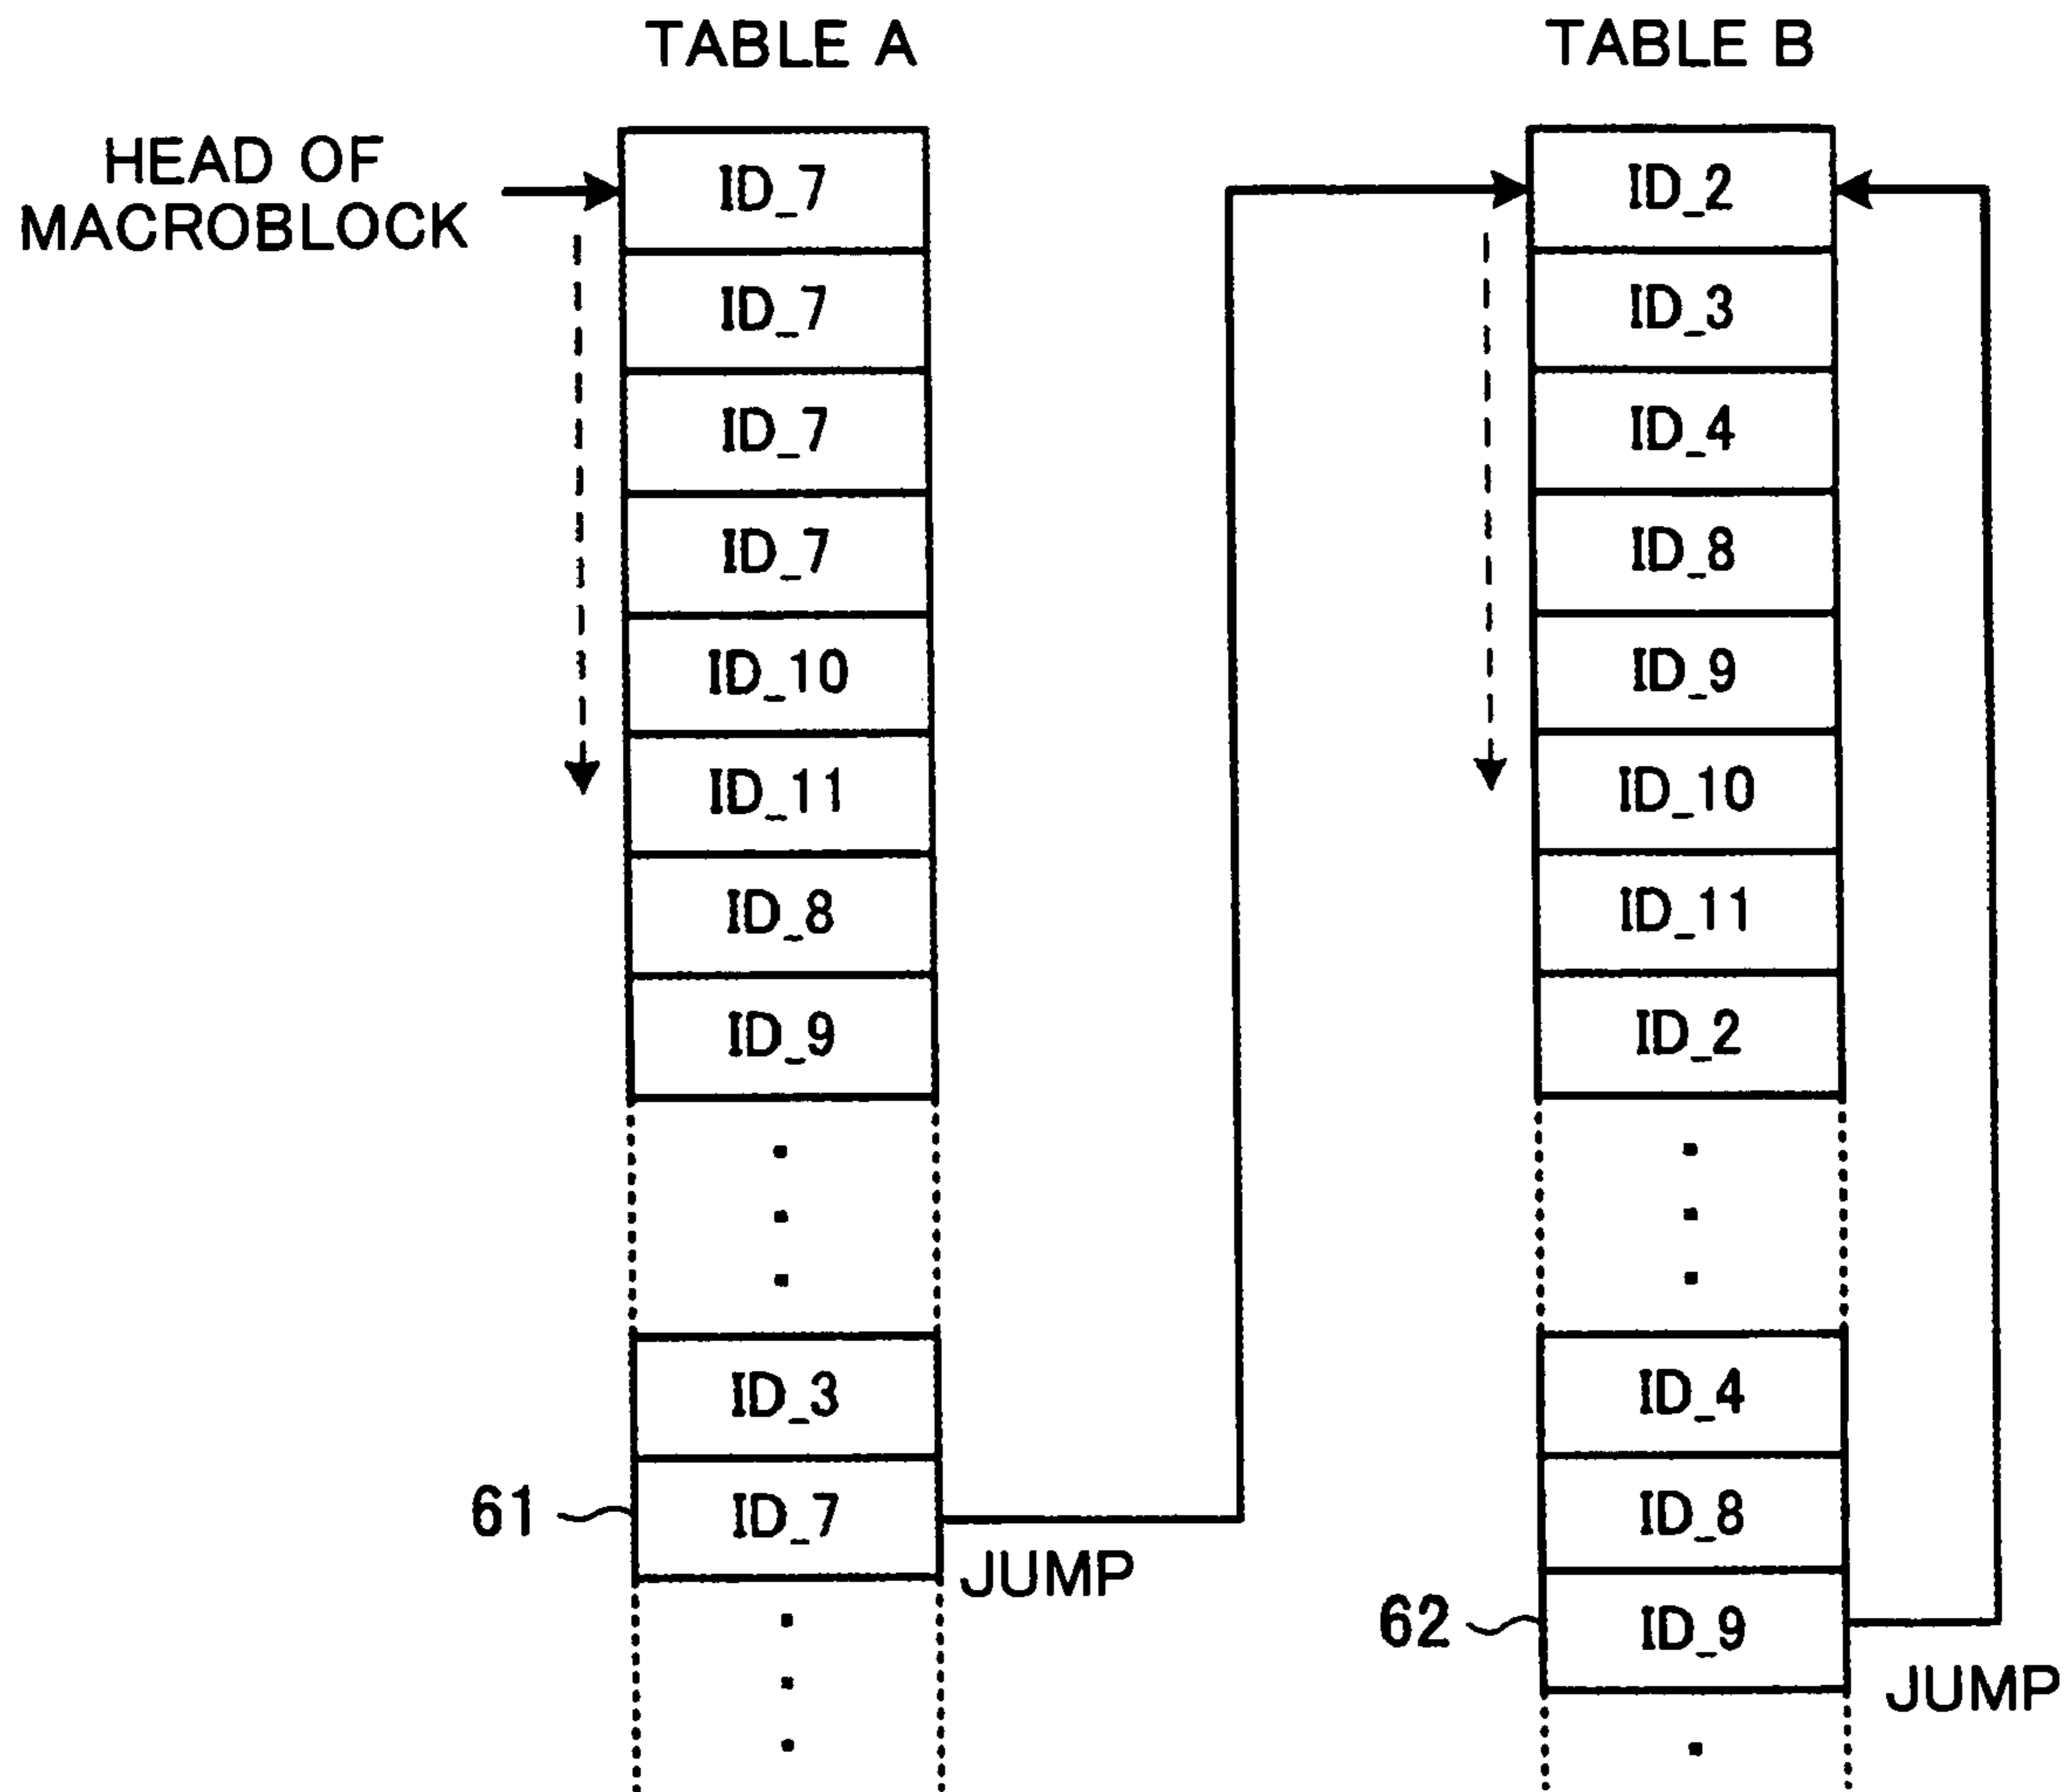 TABLE A
HEAD OF
MACROBLOCK
ID_7
ID_7
ID_7
ID_7
ID_10
ID_11
ID_8
ID_9
ID_3
61
ID_7
JUMP
TABLE B
ID_2
ID_3
ID_4
ID_8
ID_9
ID_10
ID_11
ID_2
ID_4
ID_8
62
ID_9
JUMP